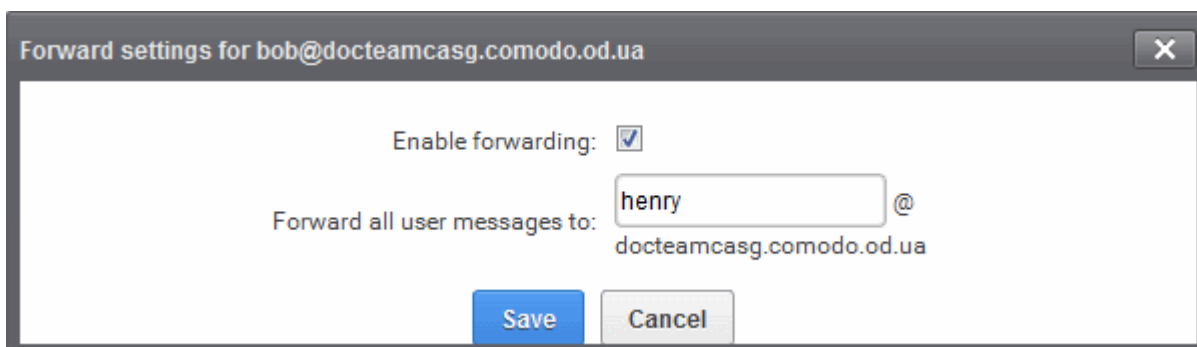 Forward settings for bob@docteamcasg.comodo.od.ua
Enable forwarding:
Forward all user messages to: henry @
docteamcasg.comodo.od.ua
Save Cancel